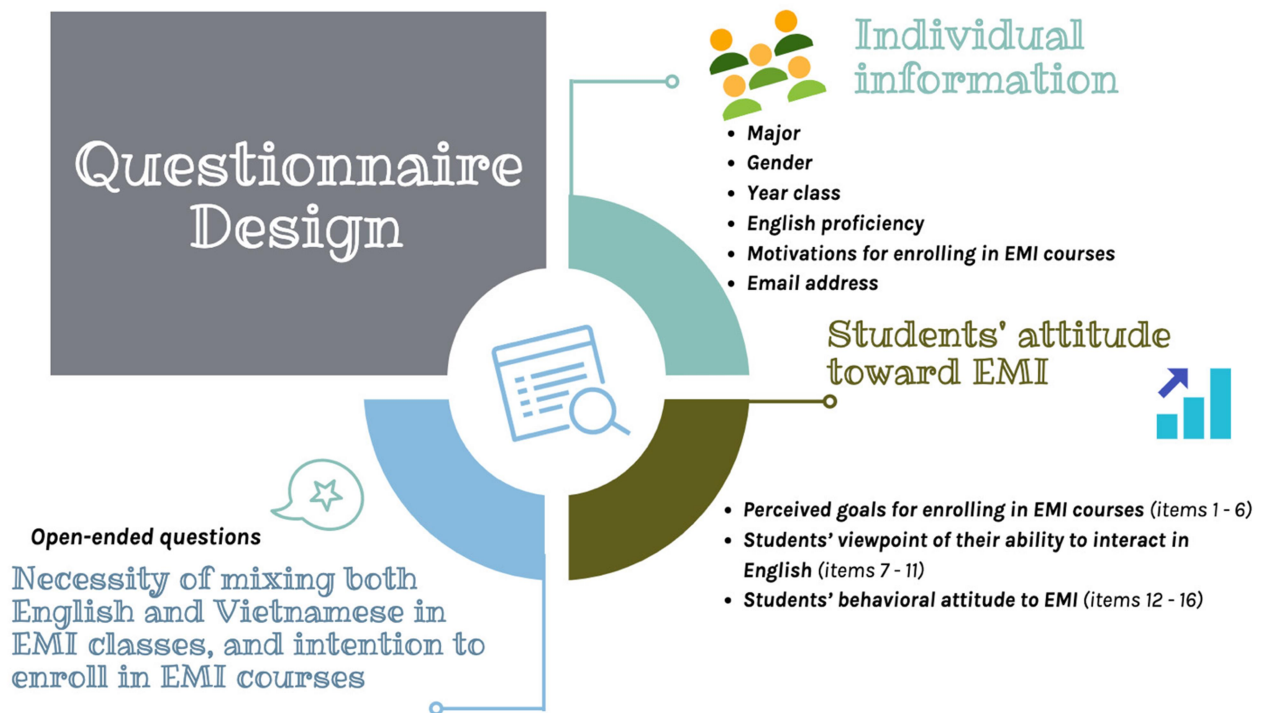 Questionnaire
Design
Individual
information
• Major
• Gender
• Year class
• English proficiency
• Motivations for enrolling in EMI courses
• Email address
Students' attitude
toward EMI
• Perceived goals for enrolling in EMI courses (items 1 - 6)
• Students’ viewpoint of their ability to interact in
English (items 7 - 11)
• Students’ behavioral attitude to EMI (items 12 - 16)
Open-ended questions
Necessity of mixing both
English and Vietnamese in
EMI classes, and intention to
enroll in EMI courses